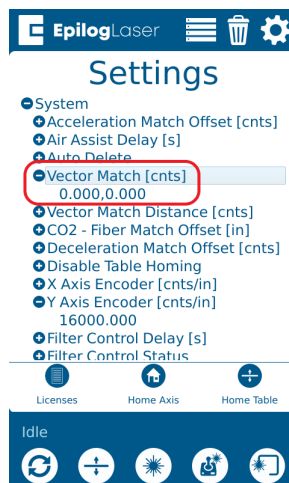 EpilogLaser
Settings
System
Acceleration Match Offset [cnts]
Air Assist Delay [s]
Auto Delete
Vector Match [cnts]
0.000,0.000
Vector Match Distance [cnts]
CO2 - Fiber Match Offset [in]
Deceleration Match Offset [cnts]
Disable Table Homing
X Axis Encoder [cnts/in]
Y Axis Encoder [cnts/in]
16000.000
Filter Control Delay [s]
Filter Control Status
Licenses Home Axis Home Table
Idle